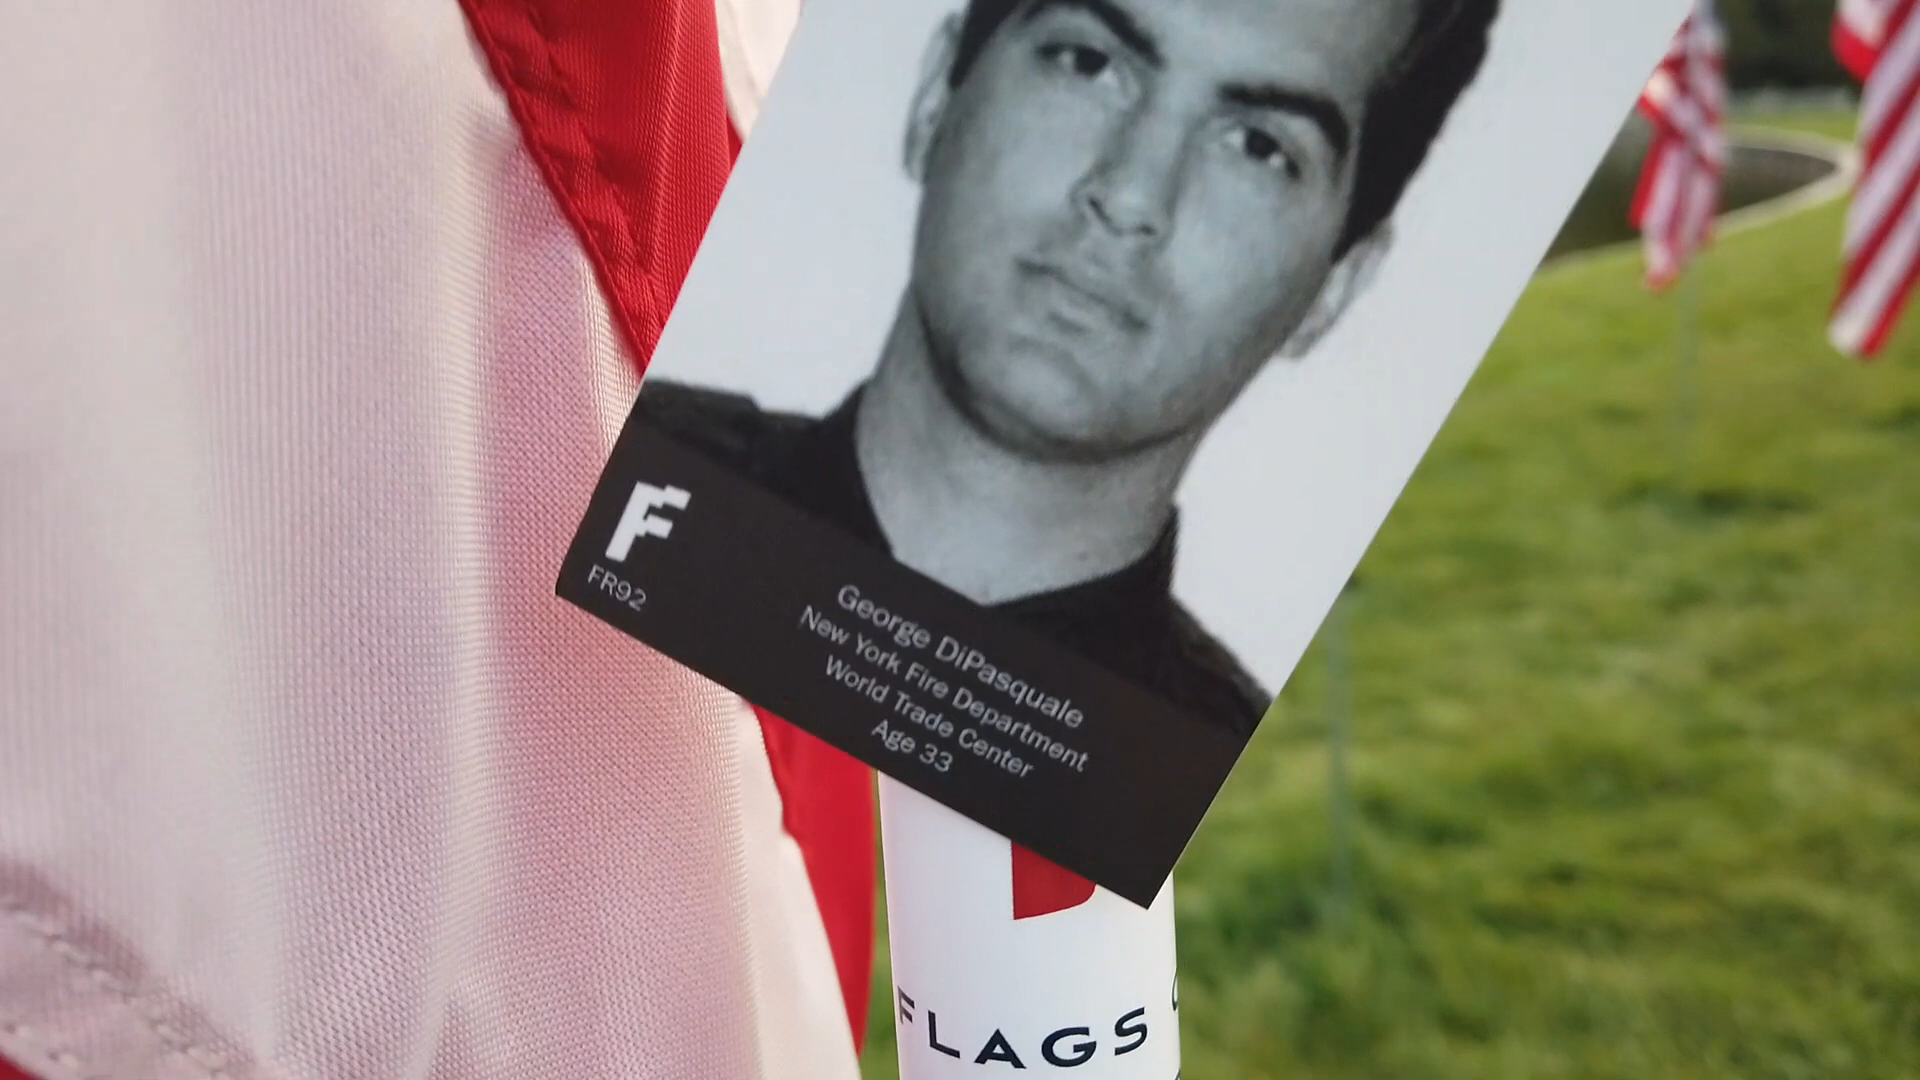 F
FR92
George DiPasquale
New York Fire Department
World Trade Center
Age 33
FLAGS